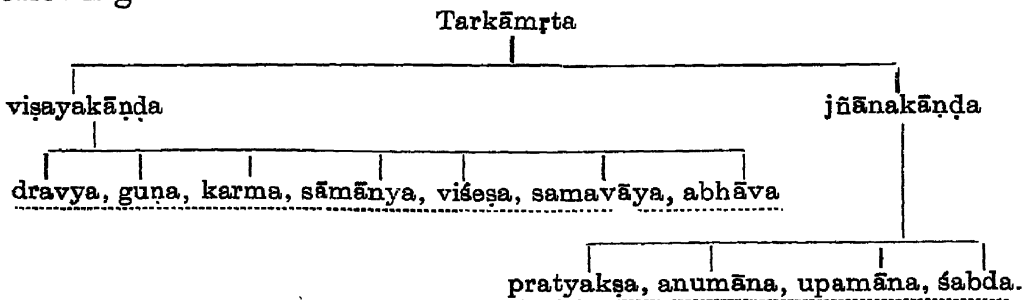 Tarkāmṛta
viṣayakāṇḍa jñānakāṇḍa
dravya, guṇa, karma, sāmānya, viśeṣa, samavāya, abhāva
pratyakṣa, anumāna, upamāna, śabda.